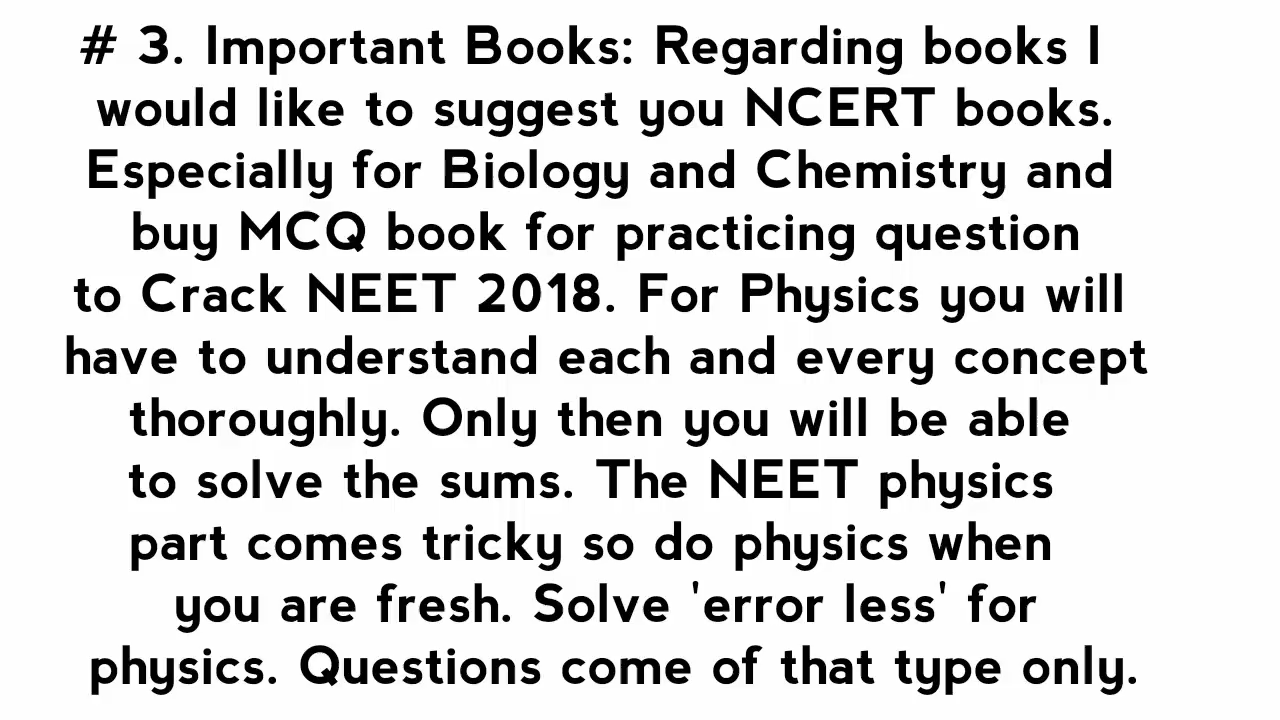 # 3. Important Books: Regarding books I
would like to suggest you NCERT books.
Especially for Biology and Chemistry and
buy MCQ book for practicing question
to Crack NEET 2018. For Physics you will
have to understand each and every concept
thoroughly. Only then you will be able
to solve the sums. The NEET physics
part comes tricky so do physics when
you are fresh. Solve 'error less' for
physics. Questions come of that type only.